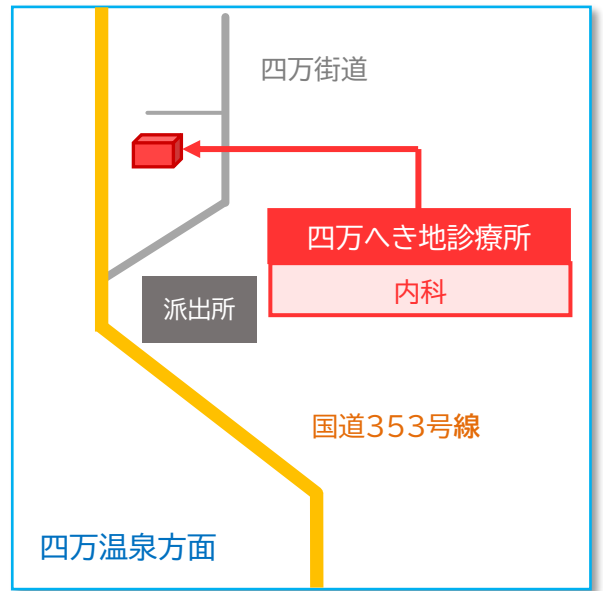 四万街道
四万へき地診療所
内科
派出所
国道353号線
四万温泉方面